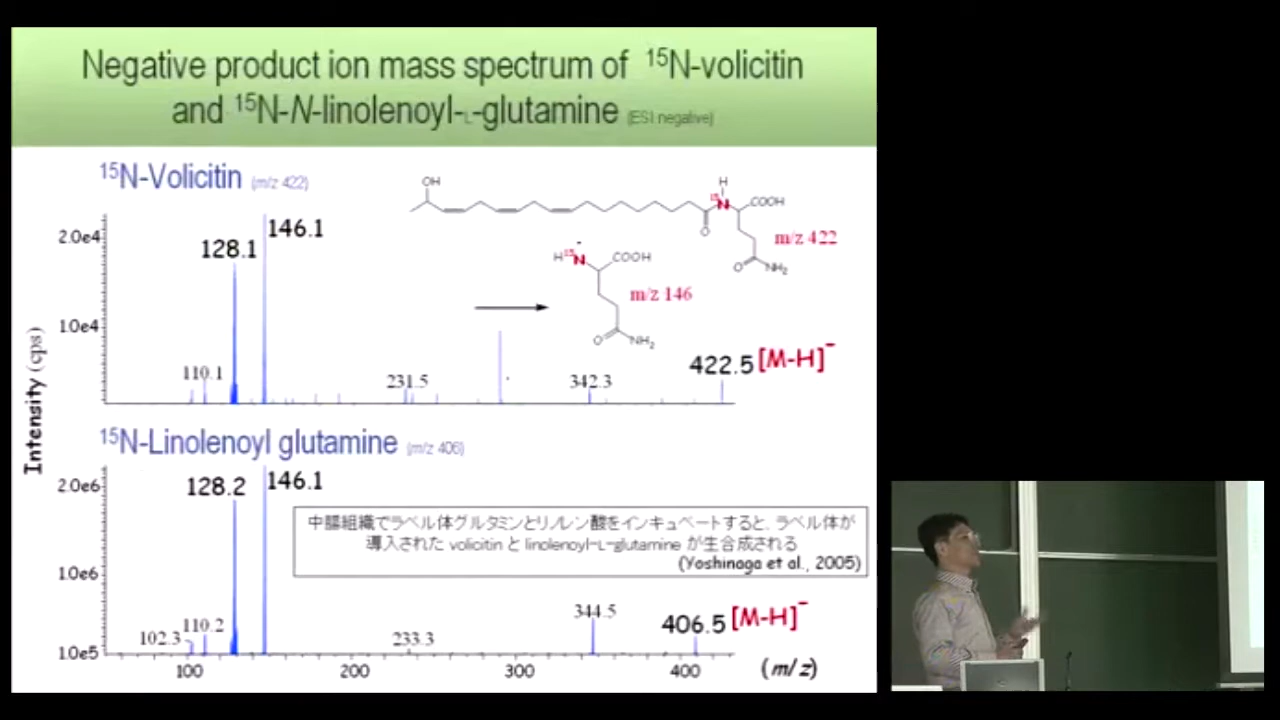 Negative product ion mass spectrum of ¹⁵N-volicitin
and ¹⁵N-N-linolenoyl-L-glutamine (ESI negative)
¹⁵N-Volicitin (m/z 422)
OH
H
¹⁵N
COOH
O
m/z 422
O
NH₂
2.0e4
128.1
146.1
H¹⁵N
-
COOH
m/z 146
1.0e4
O
NH₂
110.1
231.5
342.3
422.5 [M-H]⁻
Intensity (cps)
¹⁵N-Linolenoyl glutamine (m/z 406)
2.0e6
128.2
146.1
中腸組織でラベル体グルタミンとリノレン酸をインキュベートすると、ラベル体が
導入された volicitin と linolenoyl-L-glutamine が生合成される
(Yoshinaga et al., 2005)
1.0e6
102.3
110.2
233.3
344.5
406.5 [M-H]⁻
1.0e5
100
200
300
400
(m/z)